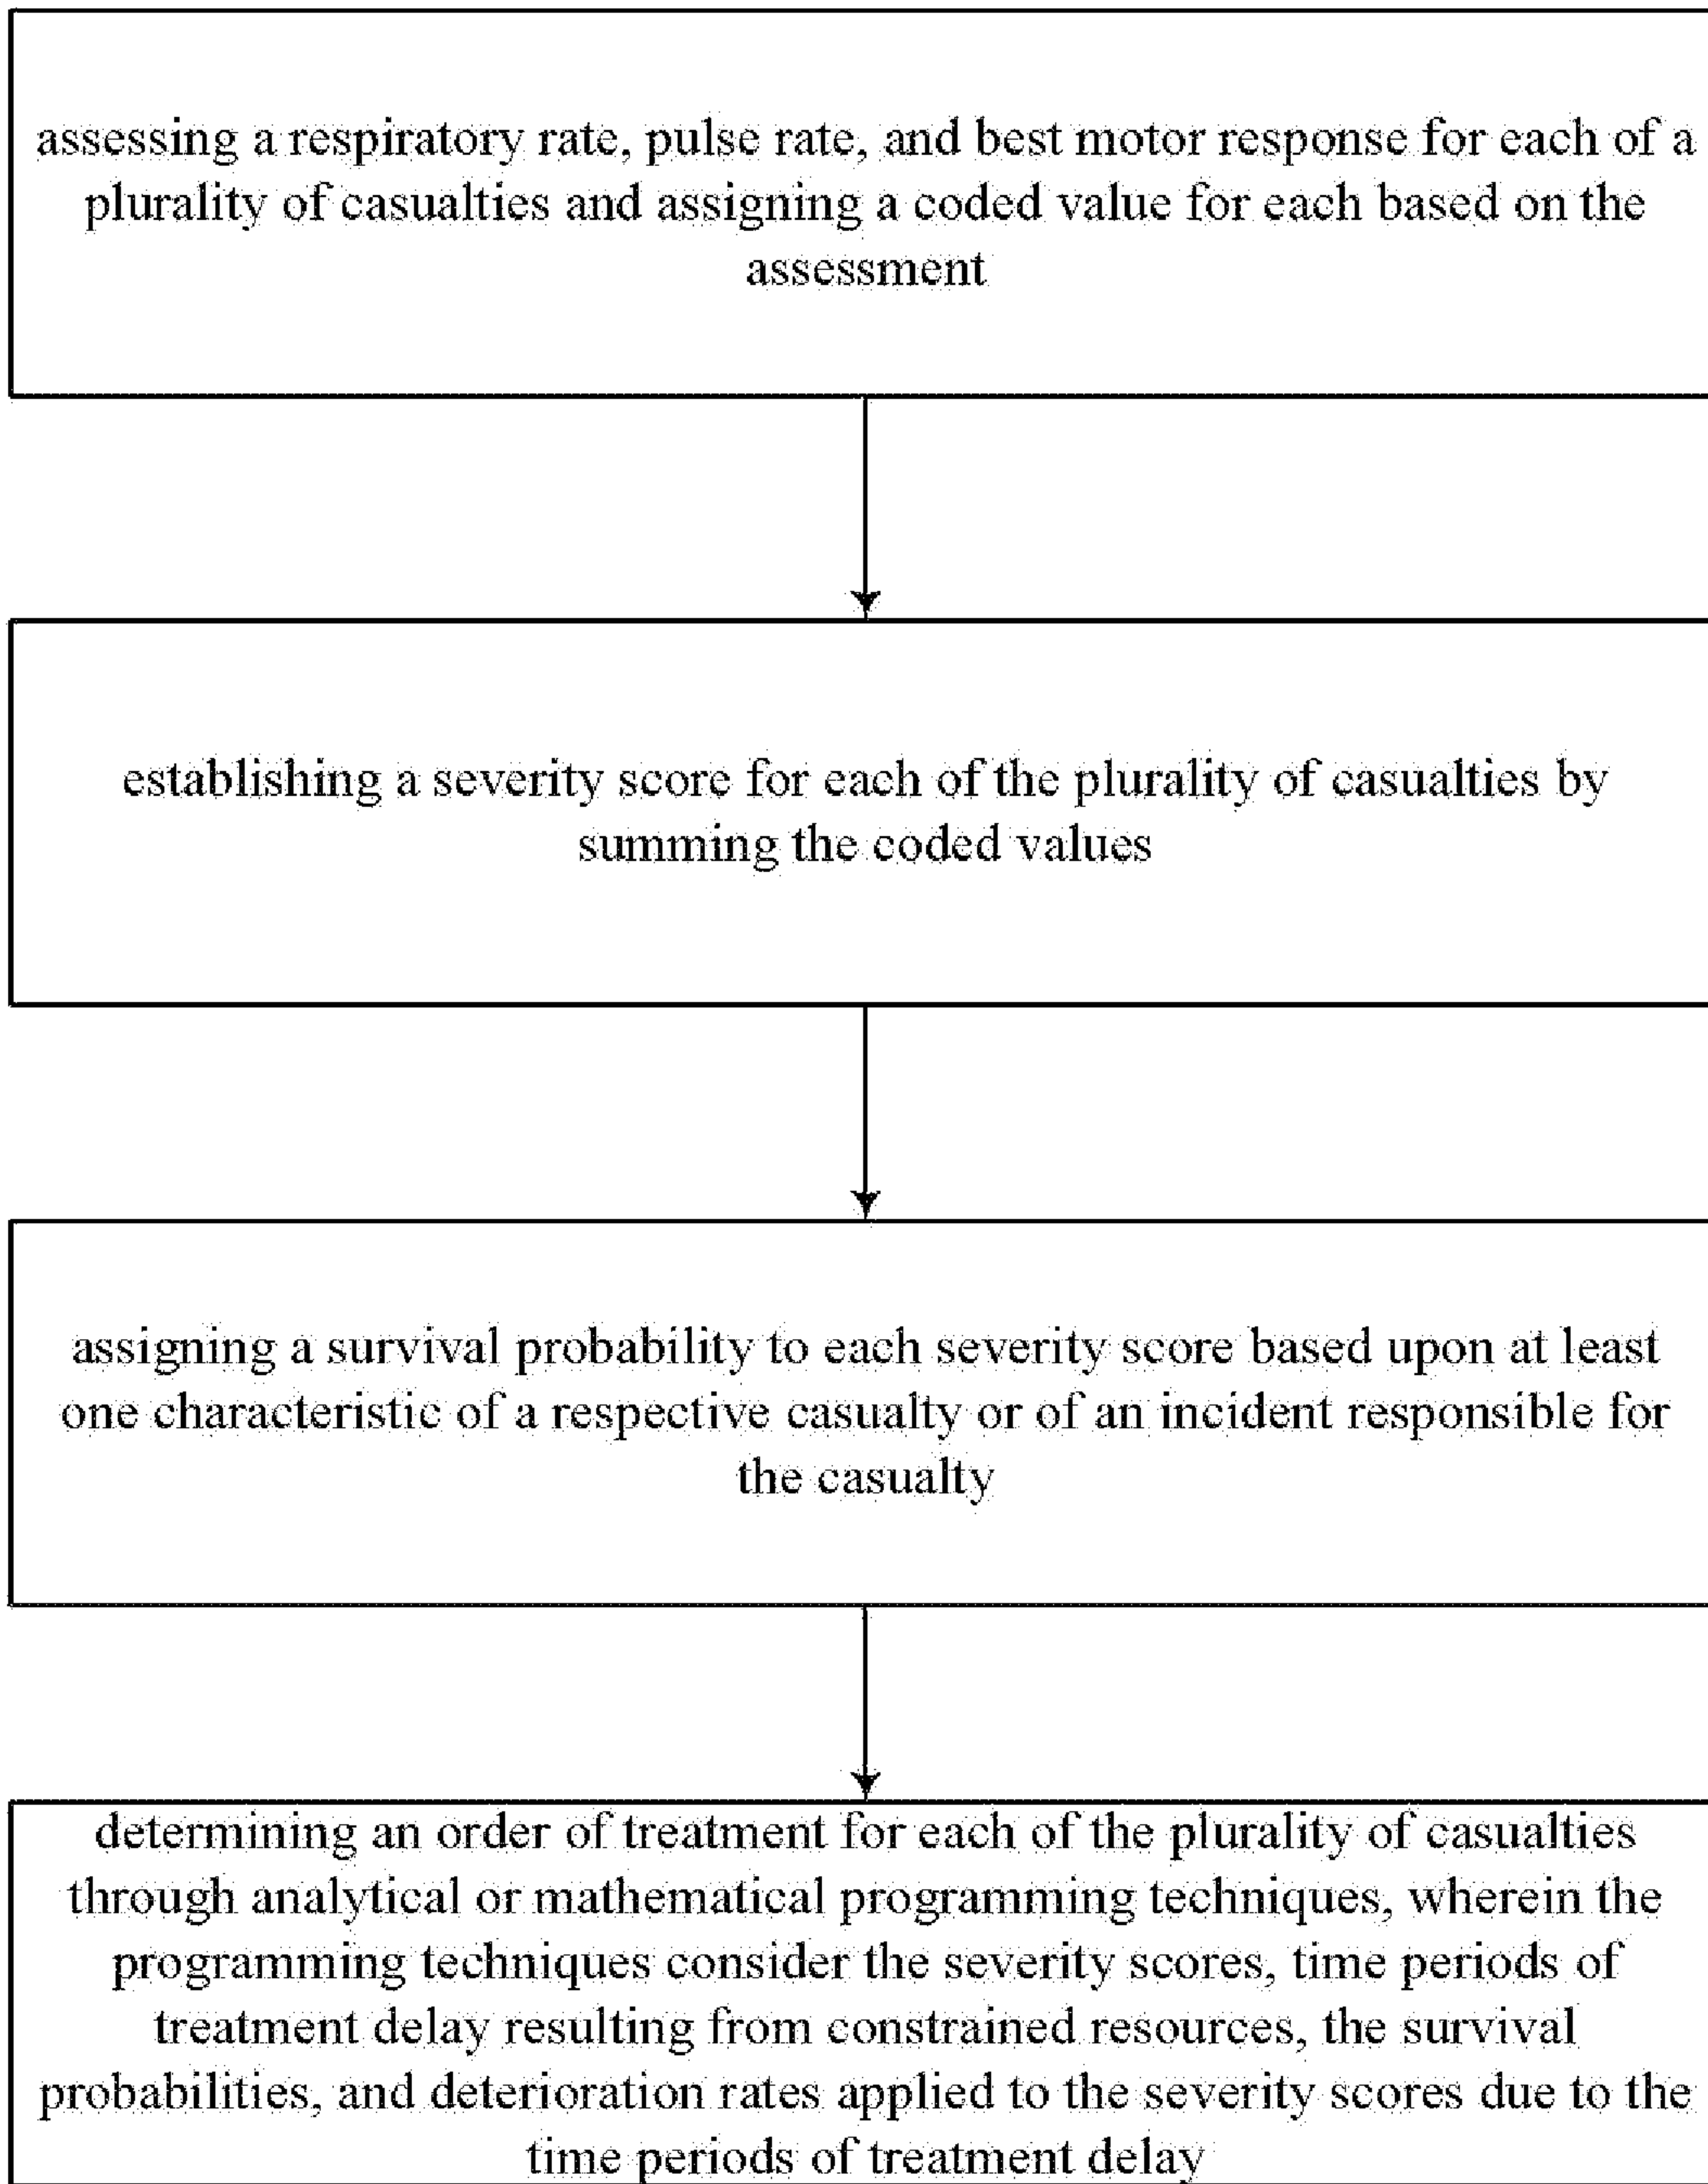 assessing a respiratory rate, pulse rate, and best motor response for each of a
plurality of casualties and assigning a coded value for each based on the
assessment
establishing a severity score for each of the plurality of casualties by
summing the coded values
assigning a survival probability to each severity score based upon at least
one characteristic of a respective casualty or of an incident responsible for
the casualty
determining an order of treatment for each of the plurality of casualties
through analytical or mathematical programming techniques, wherein the
programming techniques consider the severity scores, time periods of
treatment delay resulting from constrained resources, the survival
probabilities, and deterioration rates applied to the severity scores due to the
time periods of treatment delay